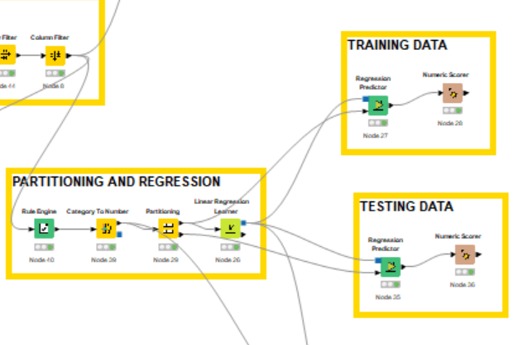 Filter
Column Filter
Node 44
Node 8
TRAINING DATA
Regression
Predictor
Numeric Scorer
Node 27
Node 28
PARTITIONING AND REGRESSION
Rule Engine
Category To Number
Partitioning
Linear Regression
Learner
Node 40
Node 39
Node 29
Node 26
TESTING DATA
Regression
Predictor
Numeric Scorer
Node 35
Node 36